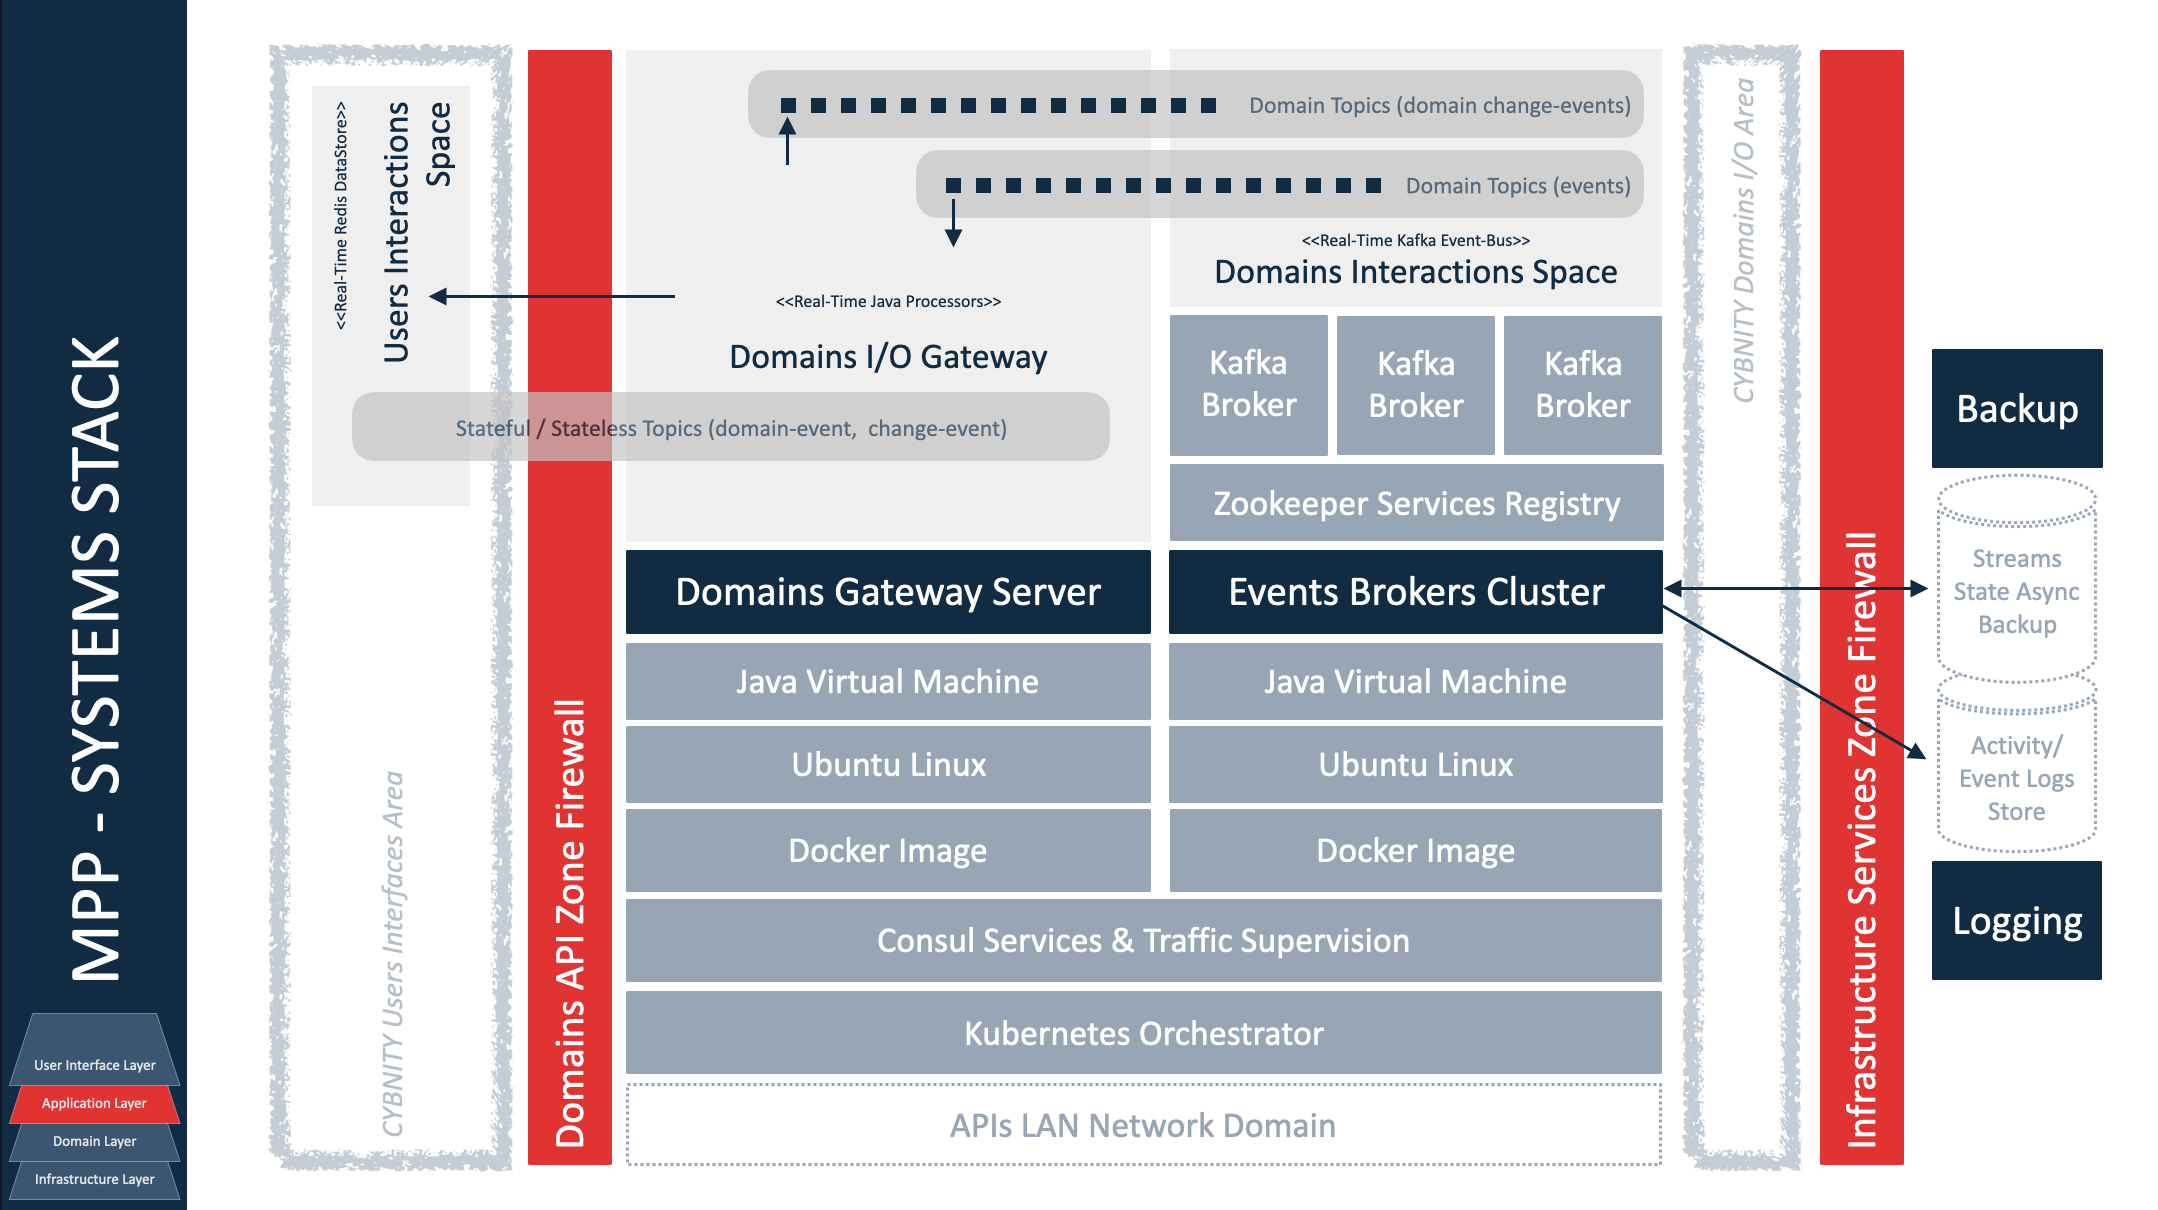 MPP - SYSTEMS STACK
User Interface Layer
Application Layer
Domain Layer
Infrastructure Layer
<<Real-Time Redis DataStore>>
Users Interactions
Space
CYBNITY Users Interfaces Area
Domains API Zone Firewall
Domain Topics (domain change-events)
Domain Topics (events)
<<Real-Time Kafka Event-Bus>>
Domains Interactions Space
<<Real-Time Java Processors>>
Domains I/O Gateway
Stateful / Stateless Topics (domain-event,  change-event)
Kafka
Broker
Kafka
Broker
Kafka
Broker
Zookeeper Services Registry
Domains Gateway Server
Events Brokers Cluster
Java Virtual Machine
Java Virtual Machine
Ubuntu Linux
Ubuntu Linux
Docker Image
Docker Image
Consul Services & Traffic Supervision
Kubernetes Orchestrator
APIs LAN Network Domain
CYBNITY Domains I/O Area
Infrastructure Services Zone Firewall
Backup
Streams
State Async
Backup
Activity/
Event Logs
Store
Logging